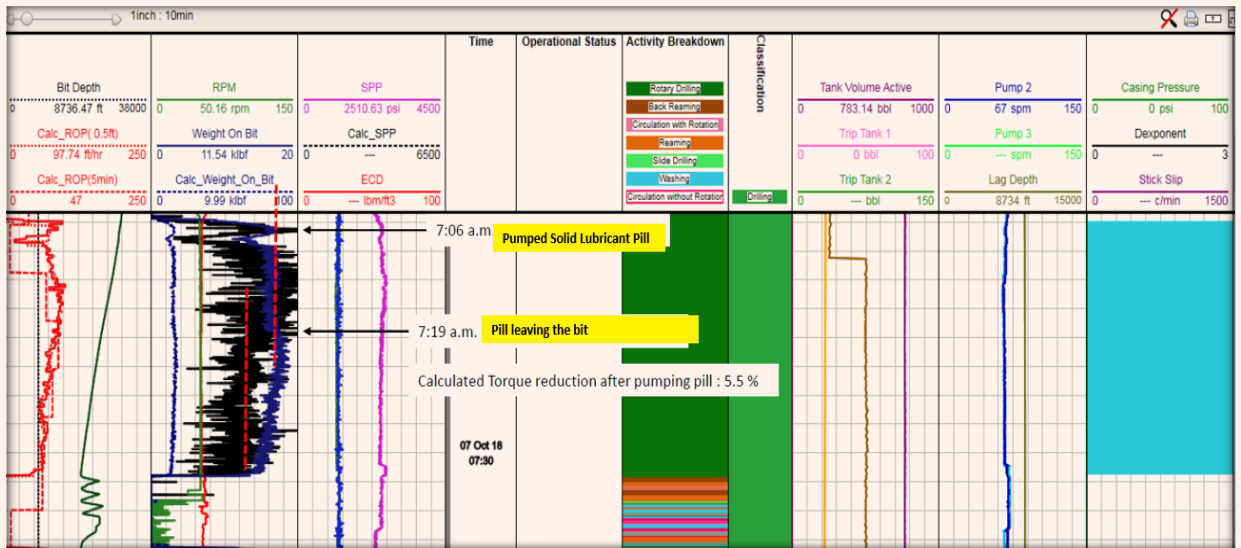 1inch : 10min
Time
Operational Status
Activity Breakdown
Classification
Bit Depth
0 8736.47 ft 38000
Calc_ROP( 0.5ft)
0 97.74 ft/hr 250
Calc_ROP(5min)
0 47 250
RPM
0 50.16 rpm 150
Weight On Bit
0 11.54 klbf 20
Calc_Weight_On_Bit
0 9.99 klbf 100
SPP
0 2510.63 psi 4500
Calc_SPP
0 --- 6500
ECD
0 --- lbm/ft3 100
Rotary Drilling
Back Reaming
Circulation with Rotation
Reaming
Slide Drilling
Washing
Circulation without Rotation
Drilling
Tank Volume Active
0 783.14 bbl 1000
Trip Tank 1
0 0 bbl 100
Trip Tank 2
0 --- bbl 150
Pump 2
0 67 spm 150
Pump 3
0 --- spm 150
Lag Depth
0 8734 ft 15000
Casing Pressure
0 0 psi 100
Dexponent
0 --- 3
Stick Slip
0 --- c/min 1500
7:06 a.m.
Pumped Solid Lubricant Pill
7:19 a.m.
Pill leaving the bit
Calculated Torque reduction after pumping pill : 5.5 %
07 Oct 18
07:30